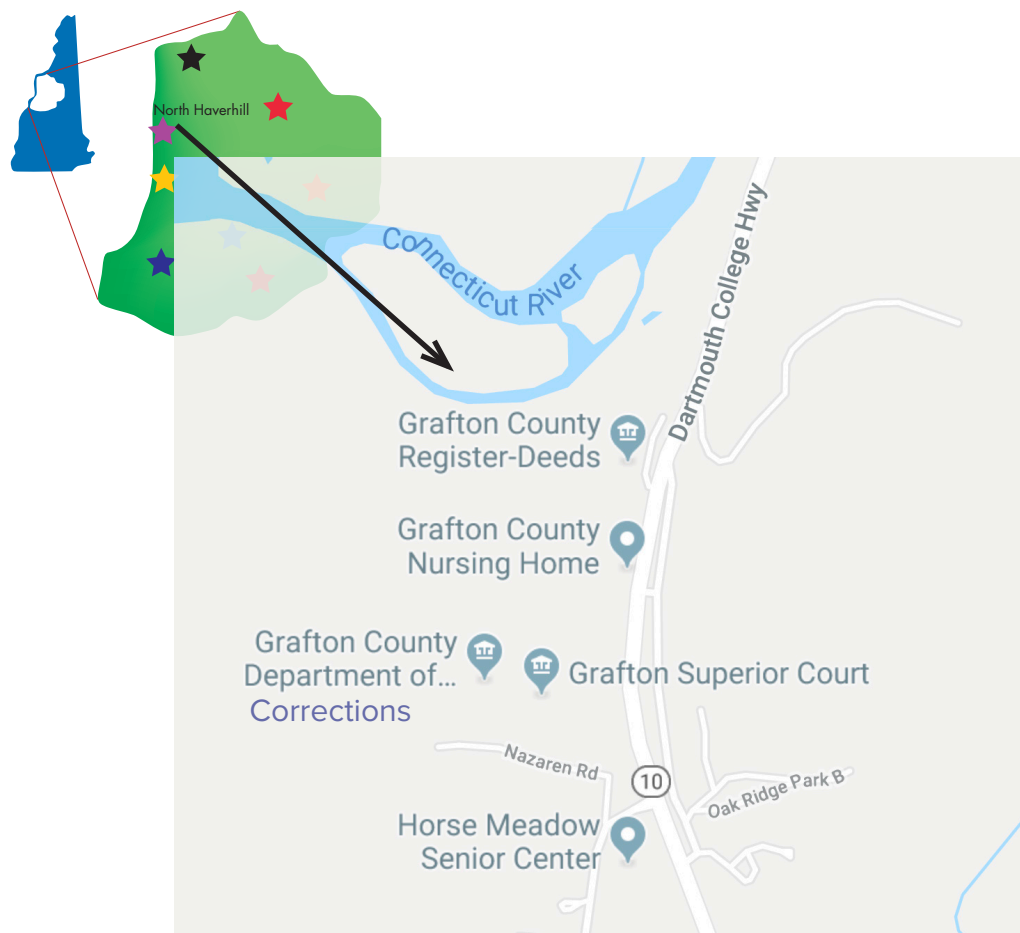 North Haverhill
Connecticut River
Dartmouth College Hwy
Grafton County
Register-Deeds
Grafton County
Nursing Home
Grafton County
Department of...
Corrections
Grafton Superior Court
Nazaren Rd
10
Oak Ridge Park B
Horse Meadow
Senior Center